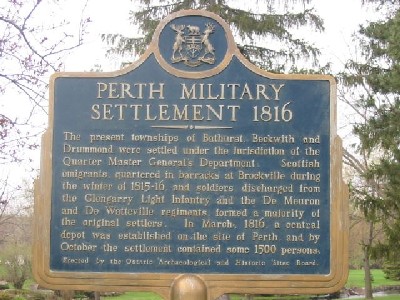 PERTH MILITARY
SETTLEMENT 1816
The present townships of Bathurst, Beckwith and
Drummond were settled under the jurisdiction of the
Quarter Master General's Department. Scottish
emigrants, quartered in barracks at Brockville during
the winter of 1815-16, and soldiers discharged from
the Glengarry Light Infantry and the De Meuron
and De Watteville regiments, formed a majority of
the original settlers. In March, 1816, a central
depot was established on the site of Perth, and by
October the settlement contained some 1500 persons.
Erected by the Ontario Archaeological and Historic Sites Board.